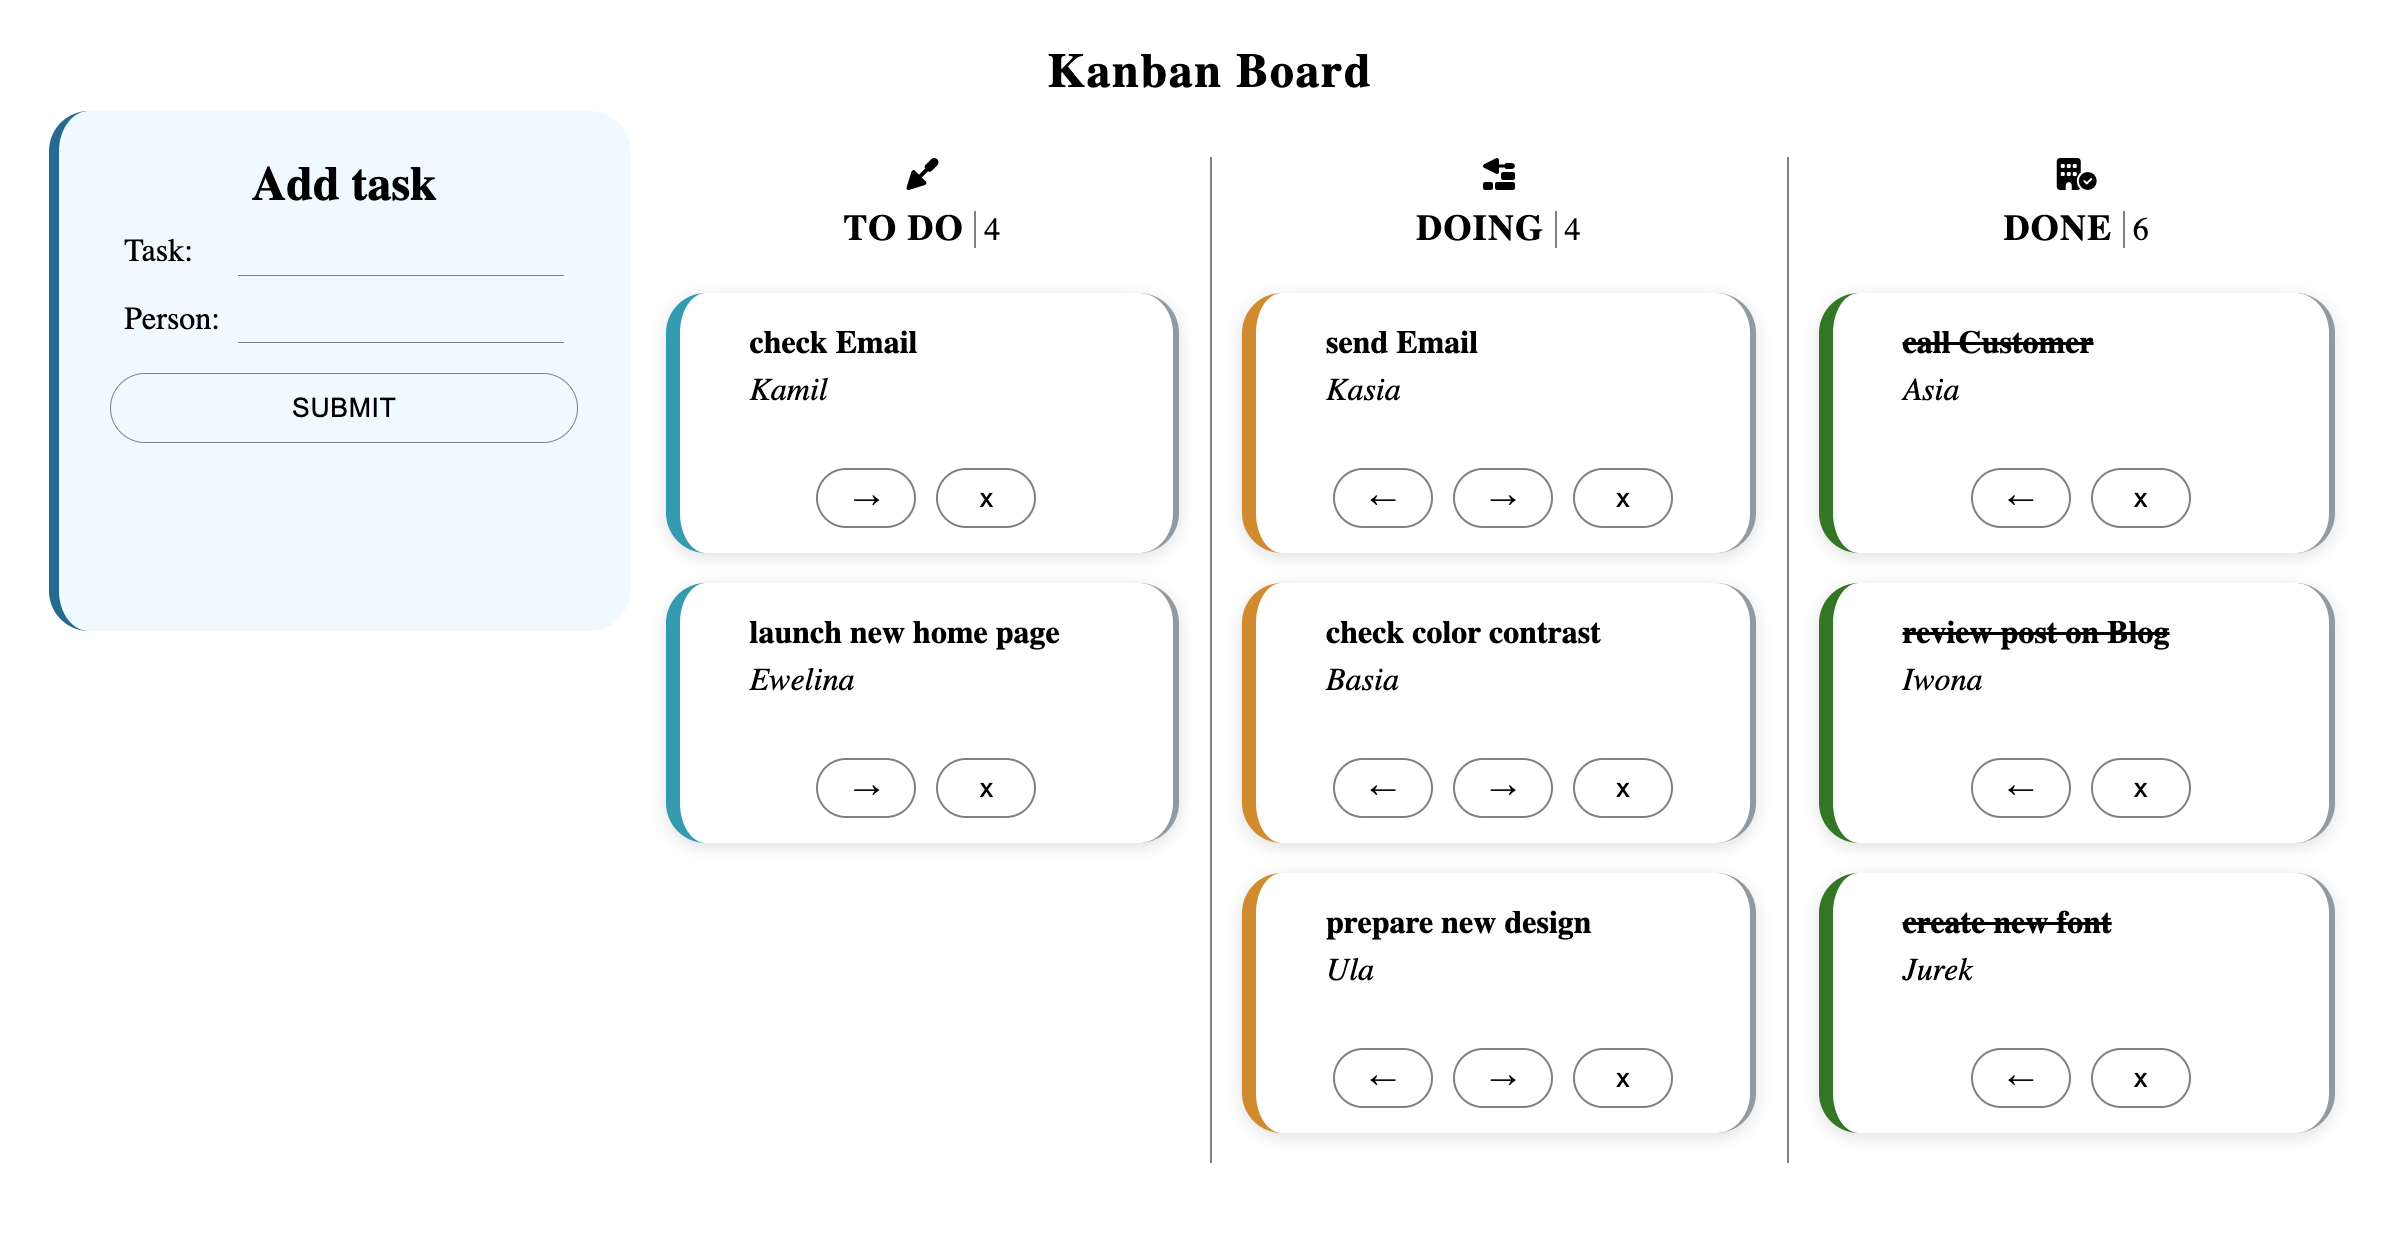 Kanban Board
Add task
Task:
Person:
SUBMIT
TO DO 4
check Email
Kamil
→ x
launch new home page
Ewelina
→ x
DOING 4
send Email
Kasia
← → x
check color contrast
Basia
← → x
prepare new design
Ula
← → x
DONE 6
call Customer
Asia
← x
review post on Blog
Iwona
← x
create new font
Jurek
← x